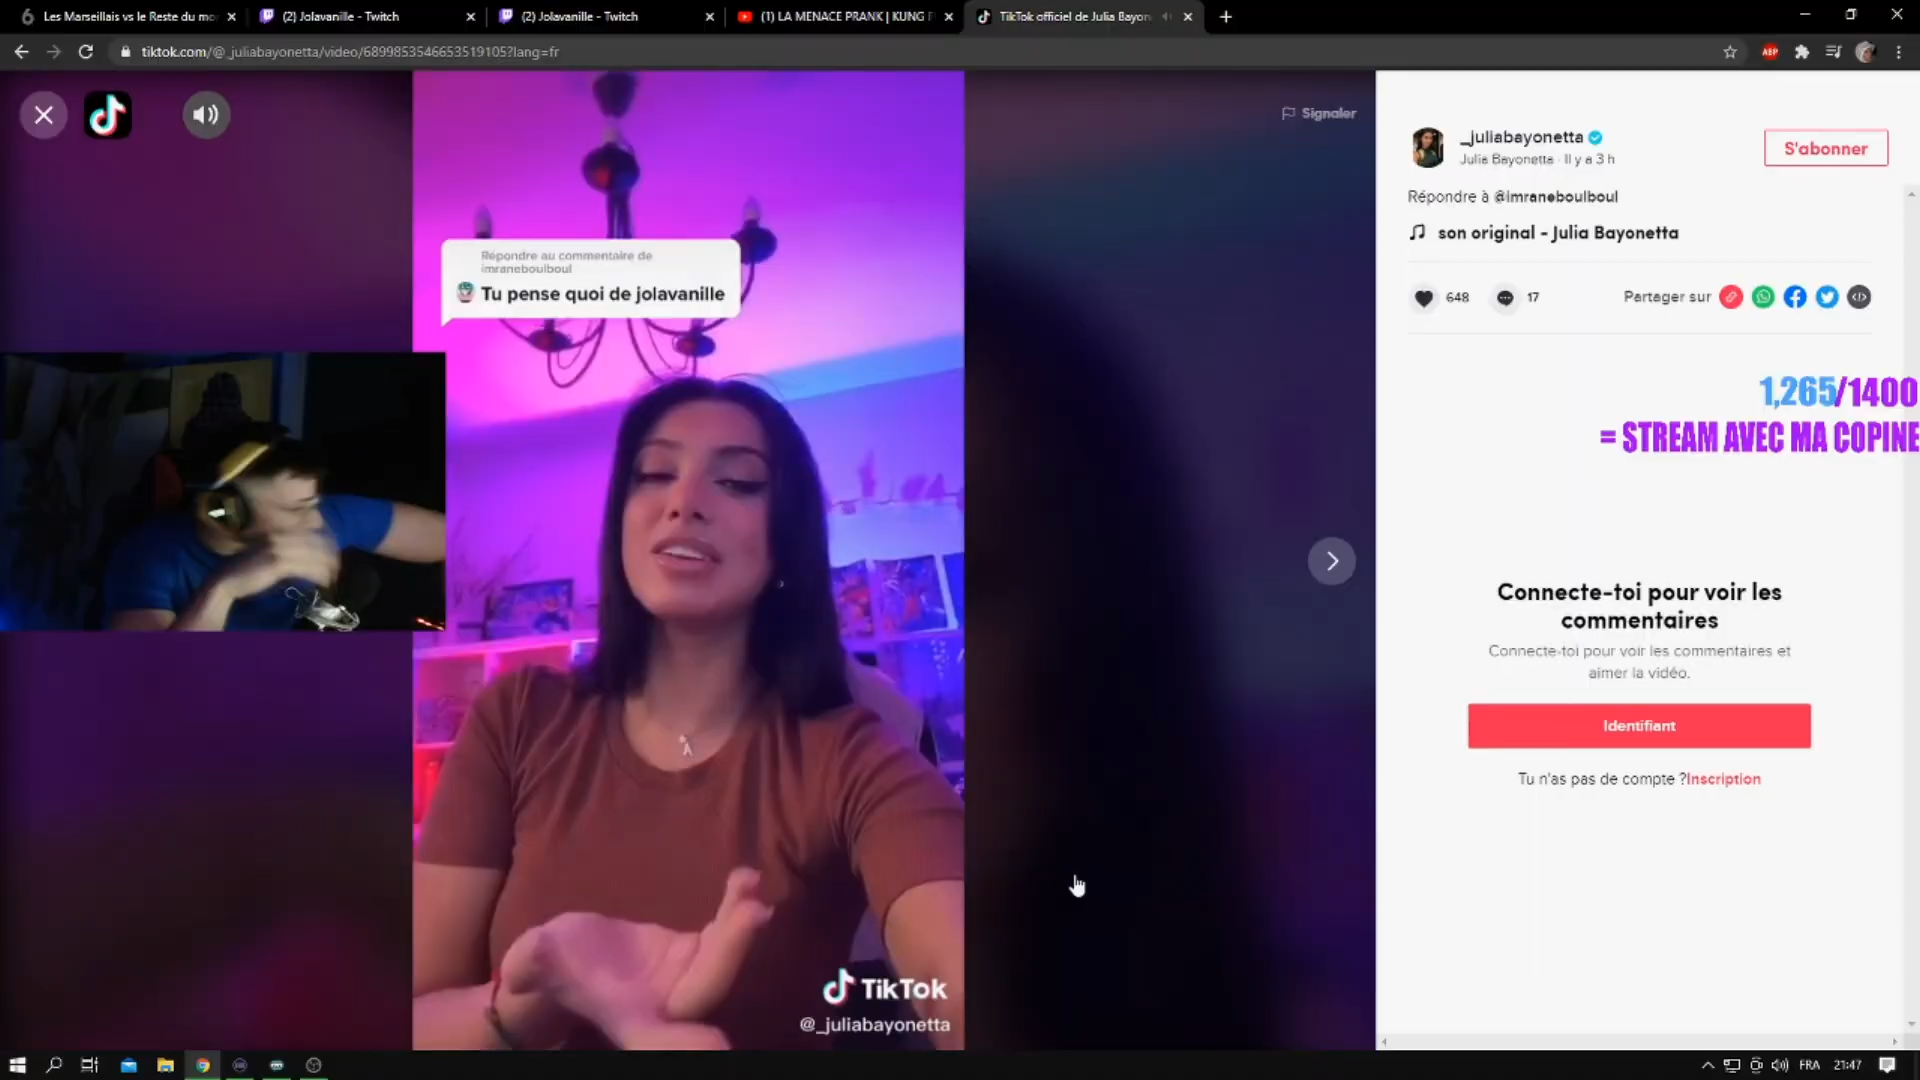 Les Marseillais vs le Reste du mo
(2) Jolavanille - Twitch
(2) Jolavanille - Twitch
(1) LA MENACE PRANK | KUNG F
TikTok officiel de Julia Bayon
tiktok.com/@_juliabayonetta/video/6899853546653519105?lang=fr
ABP
Signaler
Répondre au commentaire de
imraneboulboul
Tu pense quoi de jolavanille
TikTok
@_juliabayonetta
_juliabayonetta
Julia Bayonetta · Il y a 3 h
S'abonner
Répondre à @imraneboulboul
son original - Julia Bayonetta
648
17
Partager sur
1,265/1400
= STREAM AVEC MA COPINE
Connecte-toi pour voir les
commentaires
Connecte-toi pour voir les commentaires et
aimer la vidéo.
Identifiant
Tu n'as pas de compte ?Inscription
FRA
21:47